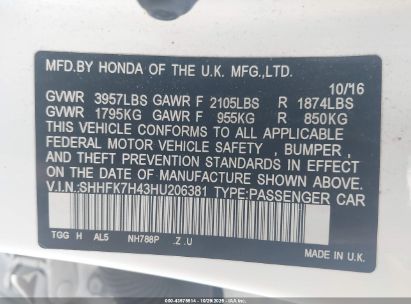 MFD.BY HONDA OF THE U.K. MFG.,LTD.
10/16
GVWR 3957LBS GAWR F 2105LBS R 1874LBS
GVWR 1795KG GAWR F 955KG R 850KG
THIS VEHICLE CONFORMS TO ALL APPLICABLE
FEDERAL MOTOR VEHICLE SAFETY , BUMPER ,
AND THEFT PREVENTION STANDARDS IN EFFECT
ON THE DATE OF MANUFACTURE SHOWN ABOVE.
V.I.N:SHHFK7H43HU206381 TYPE:PASSENGER CAR
TGG H AL5 NH788P .Z .U
MADE IN U.K.